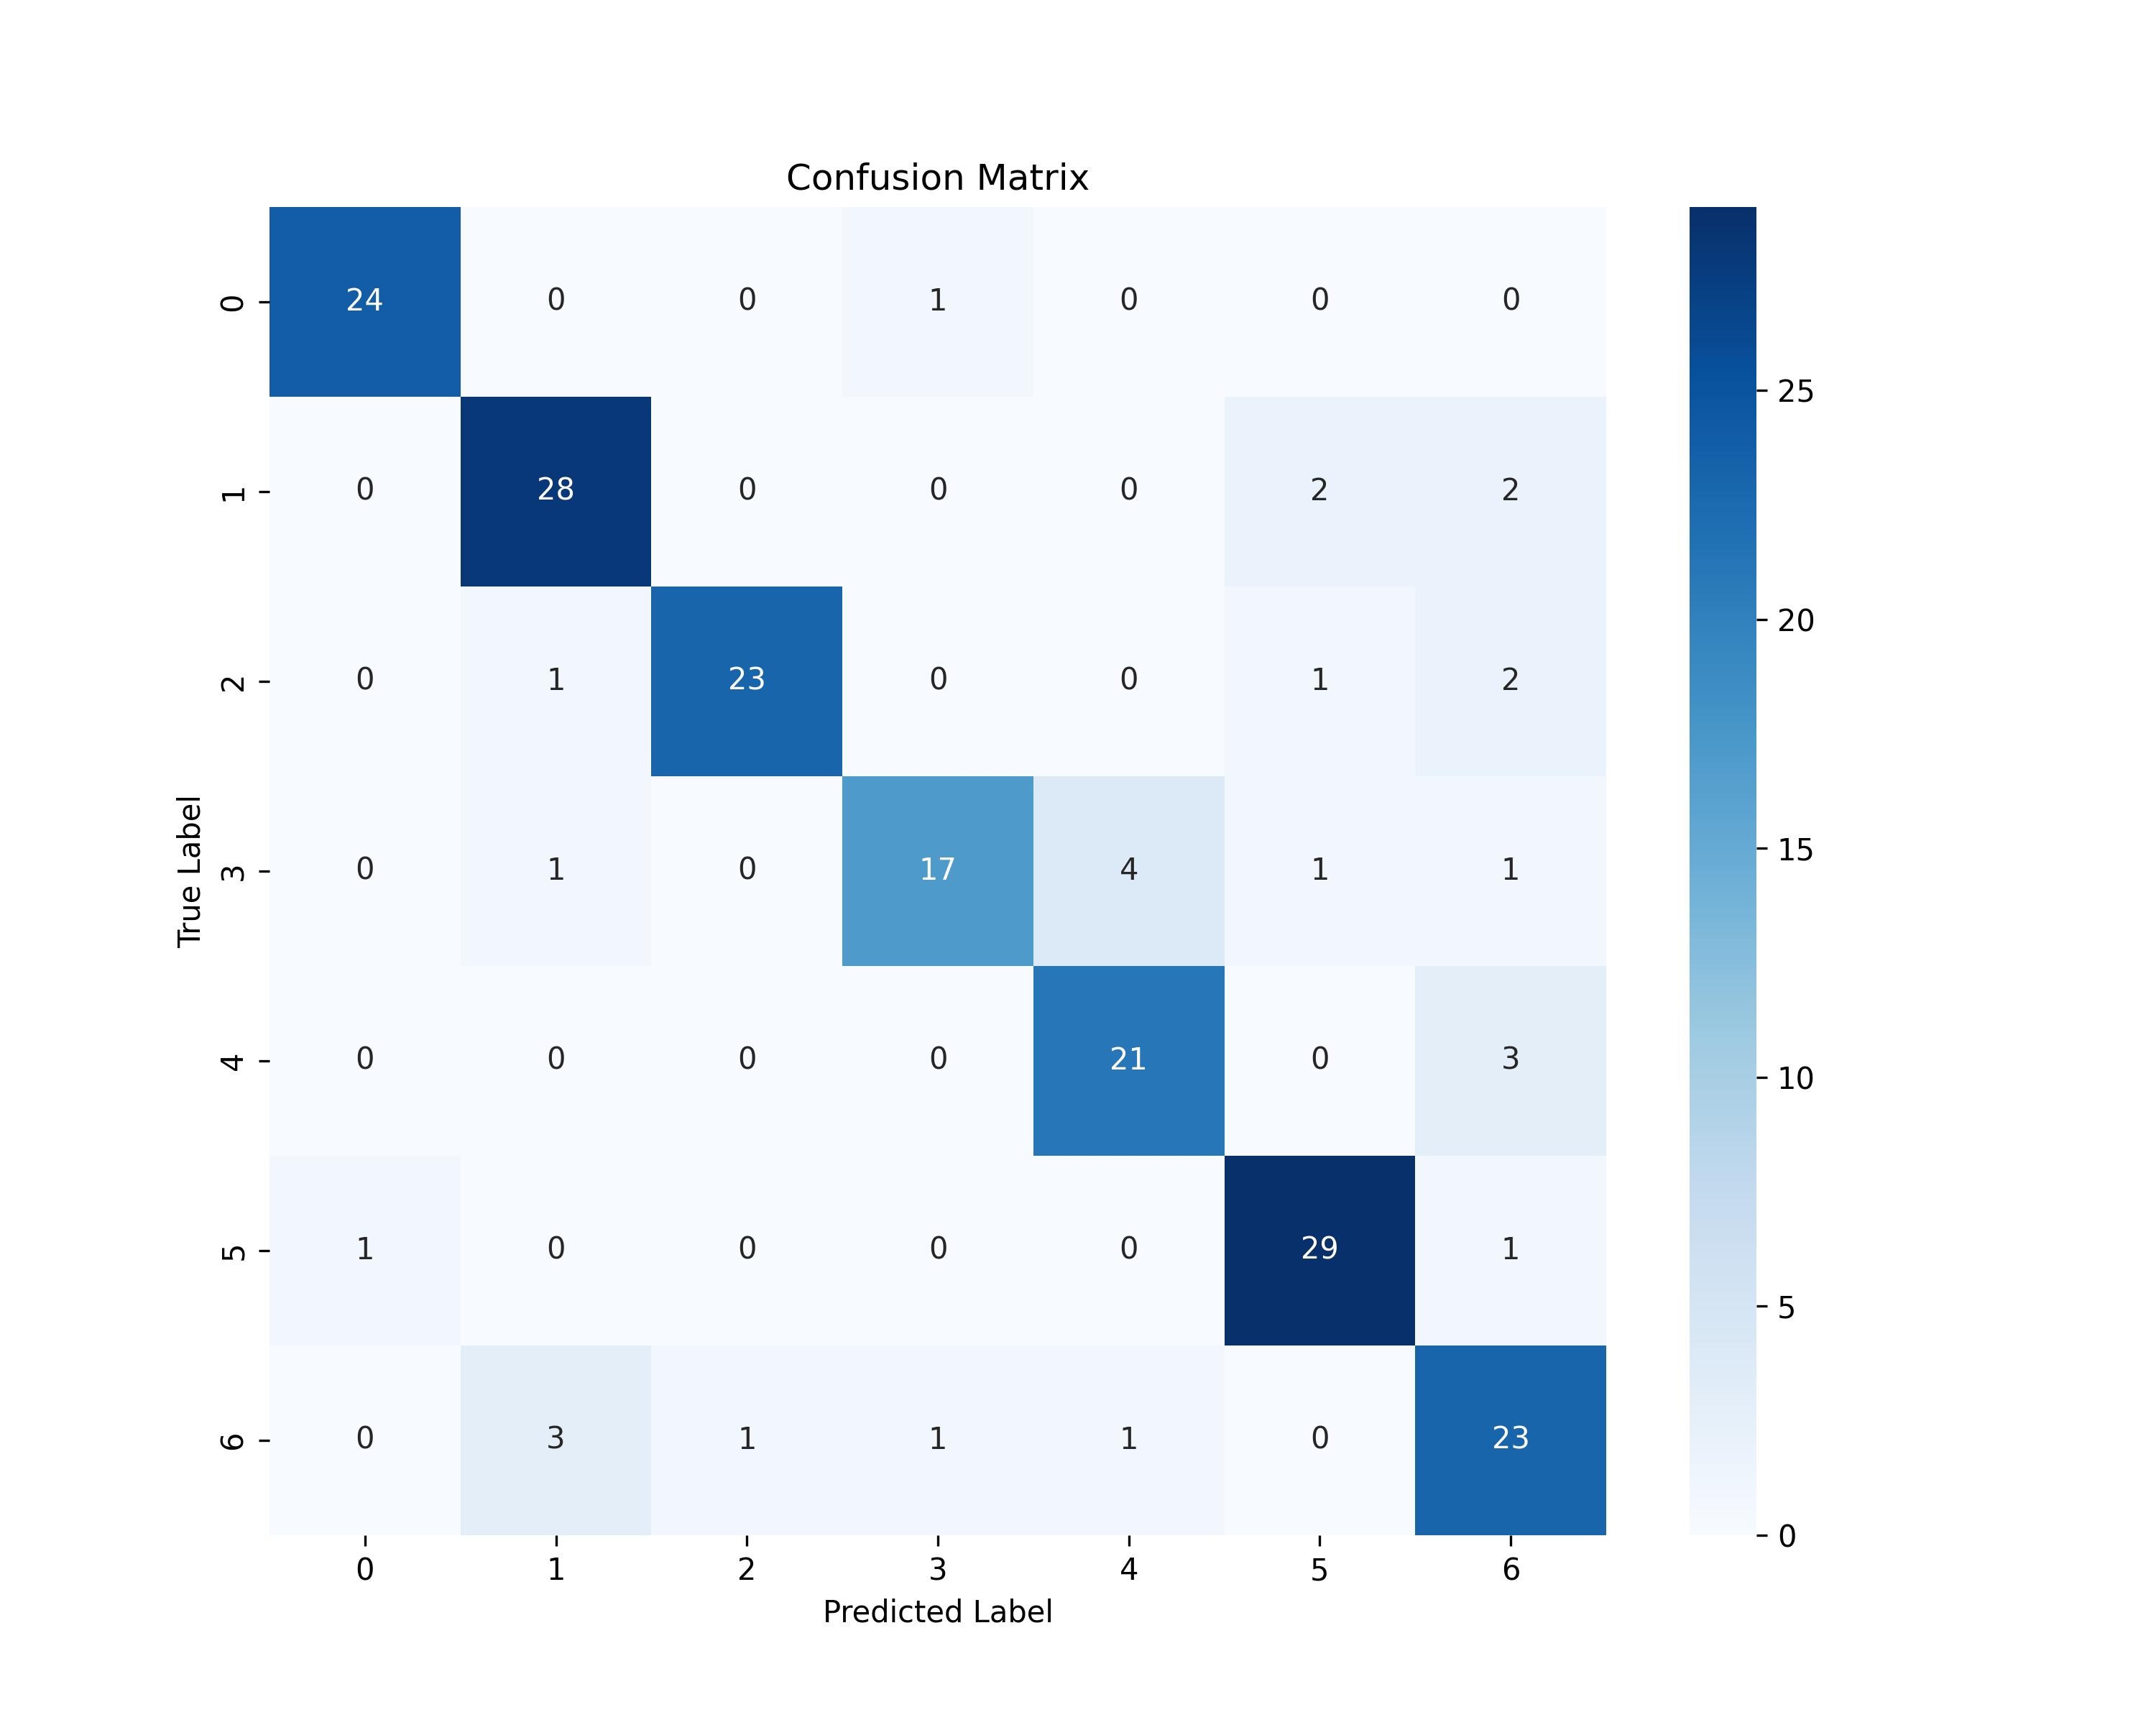 Confusion Matrix
0 24 0 0 1 0 0 0
1 0 28 0 0 0 2 2
2 0 1 23 0 0 1 2
3 0 1 0 17 4 1 1
4 0 0 0 0 21 0 3
5 1 0 0 0 0 29 1
6 0 3 1 1 1 0 23
0 1 2 3 4 5 6
Predicted Label
True Label
25
20
15
10
5
0